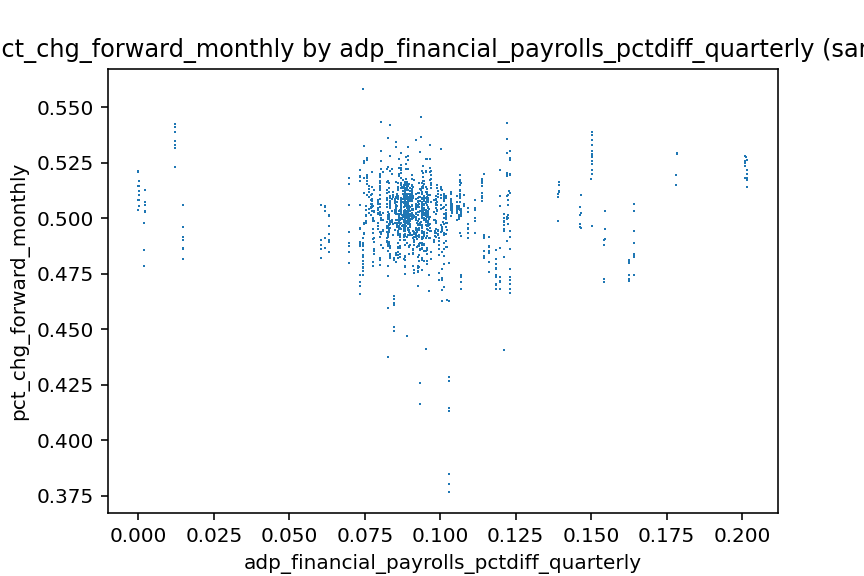 ct_chg_forward_monthly by adp_financial_payrolls_pctdiff_quarterly (sar
pct_chg_forward_monthly
0.550
0.525
0.500
0.475
0.450
0.425
0.400
0.375
0.000 0.025 0.050 0.075 0.100 0.125 0.150 0.175 0.200
adp_financial_payrolls_pctdiff_quarterly